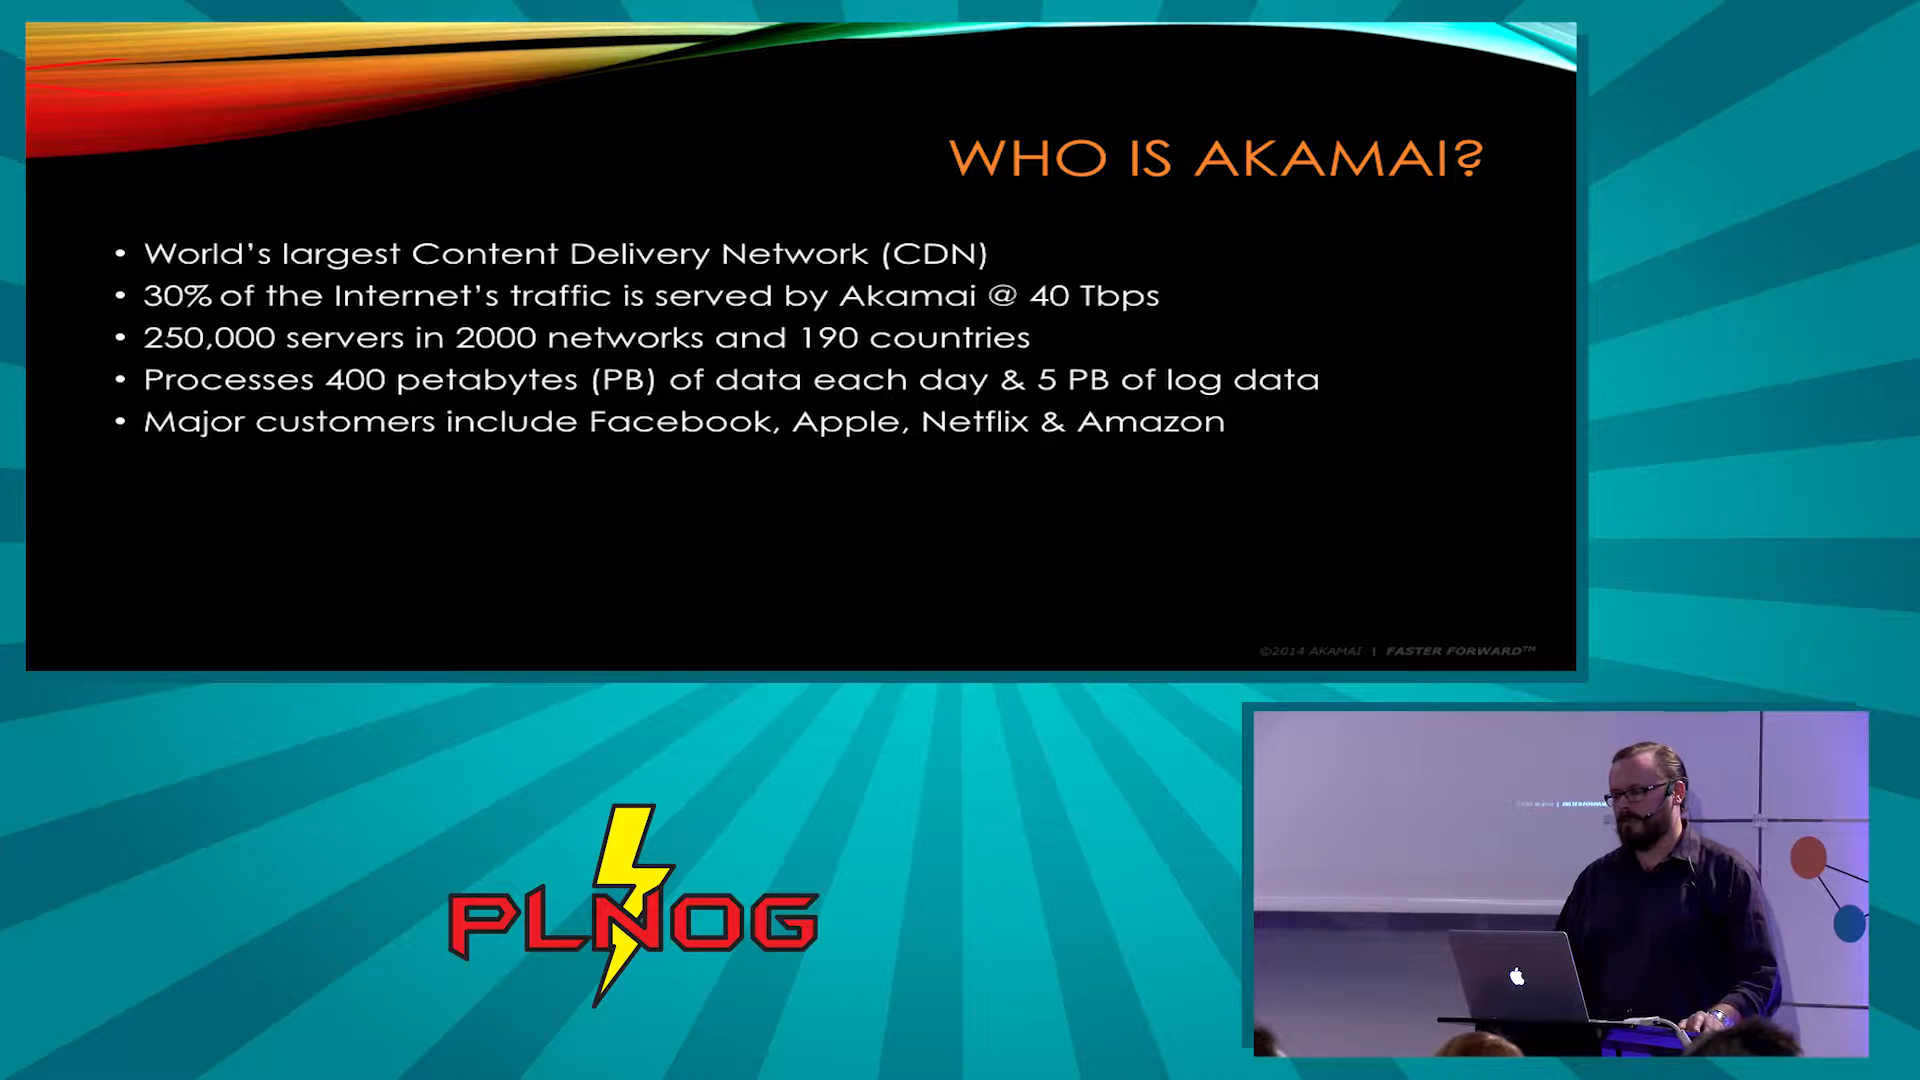 WHO IS AKAMAI?
• World's largest Content Delivery Network (CDN)
• 30% of the Internet's traffic is served by Akamai @ 40 Tbps
• 250,000 servers in 2000 networks and 190 countries
• Processes 400 petabytes (PB) of data each day & 5 PB of log data
• Major customers include Facebook, Apple, Netflix & Amazon
©2014 AKAMAI | FASTER FORWARD™
PLNOG